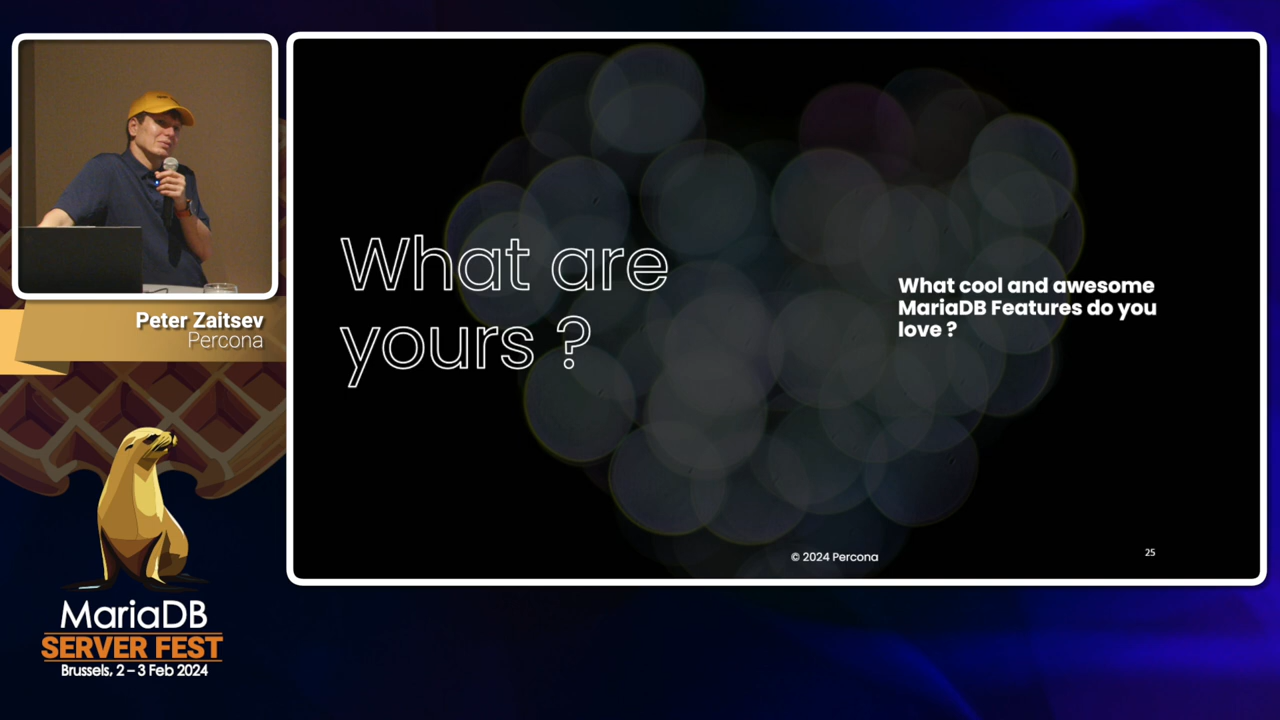 Peter Zaitsev
Percona
MariaDB
SERVER FEST
Brussels, 2 – 3 Feb 2024
What are
yours ?
What cool and awesome
MariaDB Features do you
love ?
© 2024 Percona
25